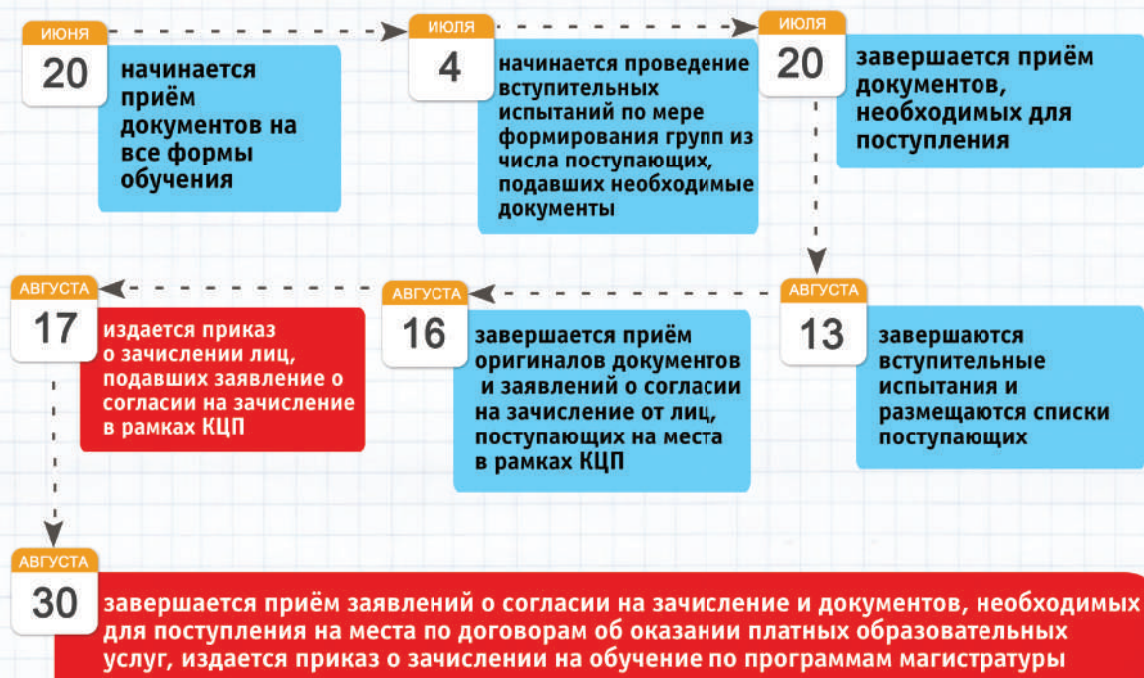 ИЮНЯ
20
начинается
приём
документов на
все формы
обучения
ИЮЛЯ
4
начинается проведение
вступительных
испытаний по мере
формирования групп из
числа поступающих,
подавших необходимые
документы
ИЮЛЯ
20
завершается приём
документов,
необходимых для
поступления
АВГУСТА
13
завершаются
вступительные
испытания и
размещаются списки
поступающих
АВГУСТА
16
завершается приём
оригиналов документов
и заявлений о согласии
на зачисление от лиц,
поступающих на места
в рамках КЦП
АВГУСТА
17
издается приказ
о зачислении лиц,
подавших заявление о
согласии на зачисление
в рамках КЦП
АВГУСТА
30
завершается приём заявлений о согласии на зачисление и документов, необходимых
для поступления на места по договорам об оказании платных образовательных
услуг, издается приказ о зачислении на обучение по программам магистратуры